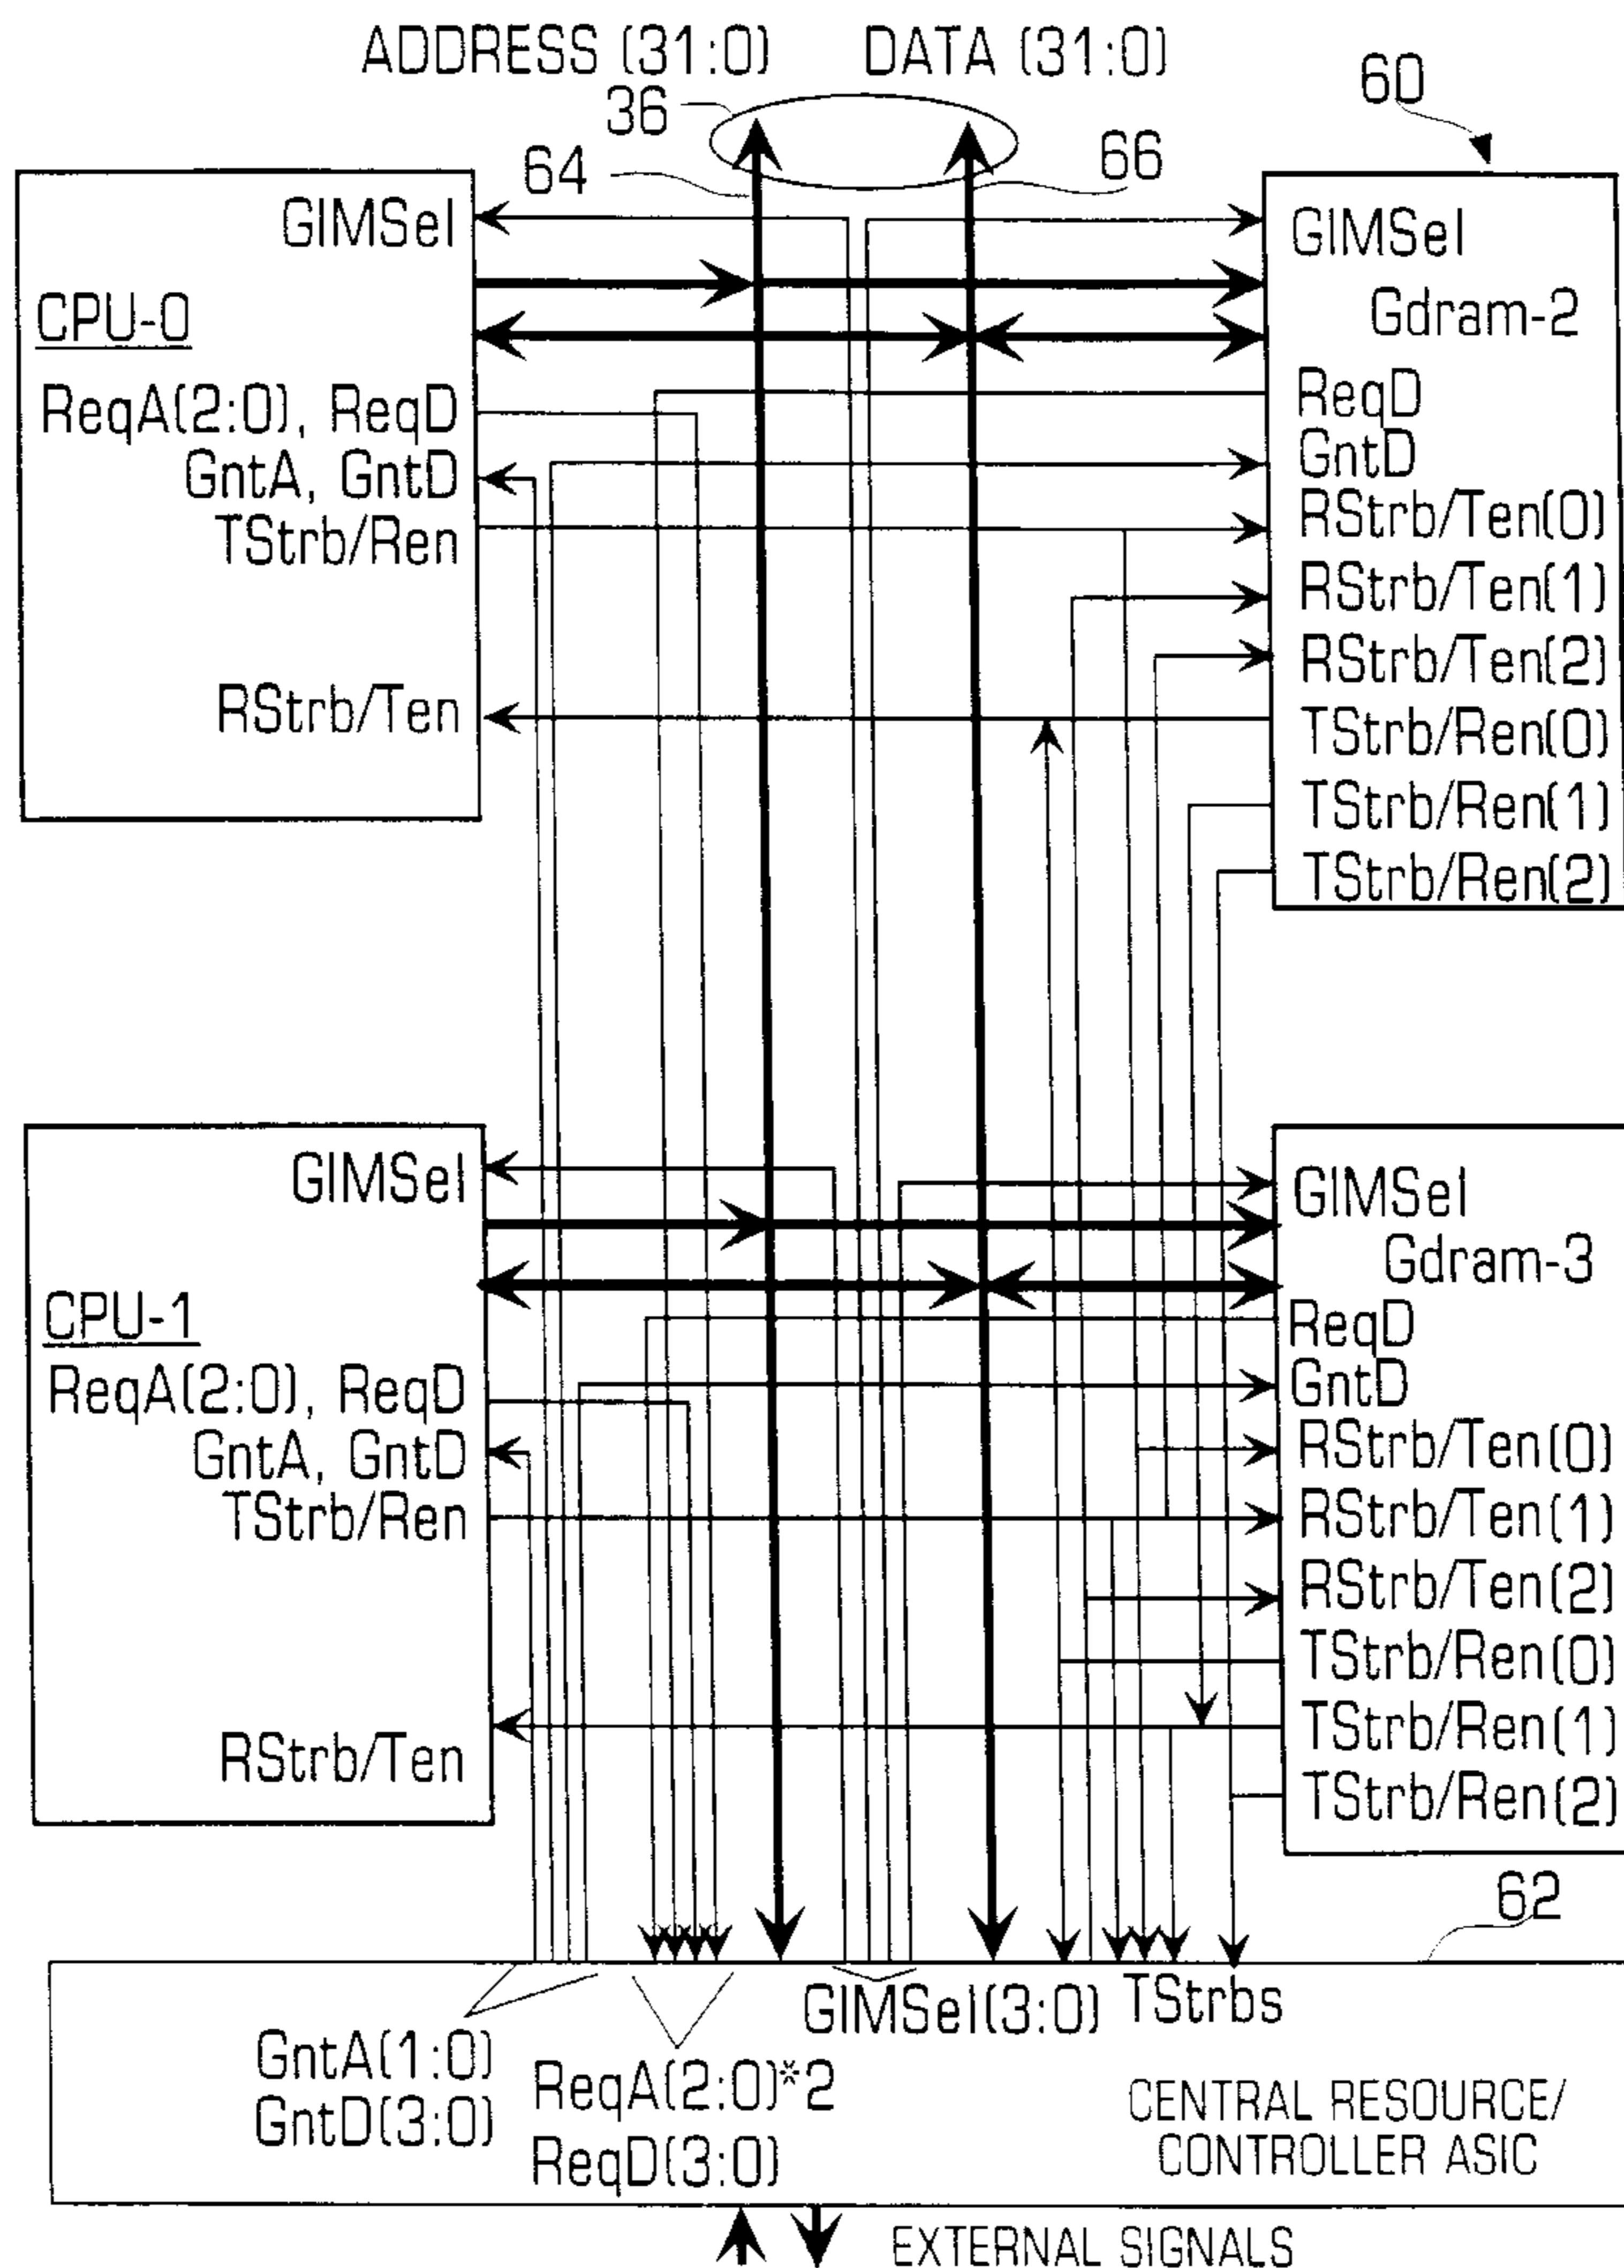 ADDRESS (31:0) DATA (31:0)
36
60
64
66
GIMSel
CPU-0
ReqA(2:0), ReqD
GntA, GntD
TStrb/Ren
RStrb/Ten
GIMSel
Gdram-2
ReqD
GntD
RStrb/Ten(0)
RStrb/Ten(1)
RStrb/Ten(2)
TStrb/Ren(0)
TStrb/Ren(1)
TStrb/Ren(2)
GIMSel
CPU-1
ReqA(2:0), ReqD
GntA, GntD
TStrb/Ren
RStrb/Ten
GIMSel
Gdram-3
ReqD
GntD
RStrb/Ten(0)
RStrb/Ten(1)
RStrb/Ten(2)
TStrb/Ren(0)
TStrb/Ren(1)
TStrb/Ren(2)
62
GntA(1:0)
GntD(3:0)
ReqA(2:0)*2
ReqD(3:0)
GIMSel(3:0)
TStrbs
CENTRAL RESOURCE/
CONTROLLER ASIC
EXTERNAL SIGNALS